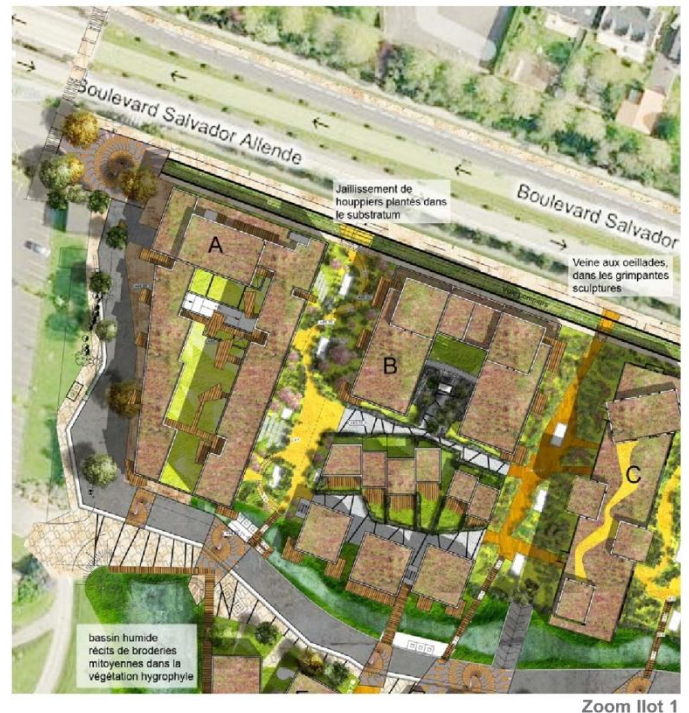 Boulevard Salvador Allende
Jaillissement de
houppiers plantés dans
le substratum
Boulevard Salvador
Veine aux oeillades,
dans les grimpantes
sculptures
A
B
C
bassin humide
récits de broderies
mitoyennes dans la
végétation hygrophyle
Zoom Ilot 1